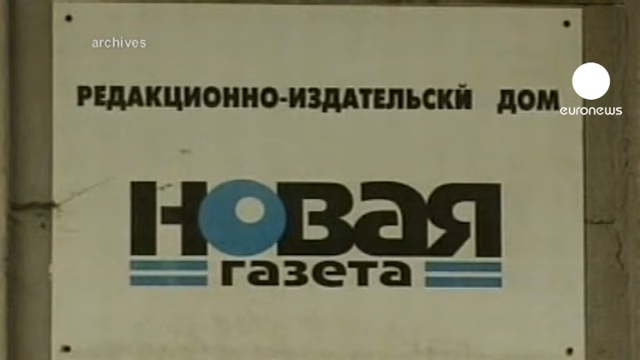 archives
РЕДАКЦИОННО-ИЗДАТЕЛЬСКЙ ДОМ
euronews
НОВАЯ
газета